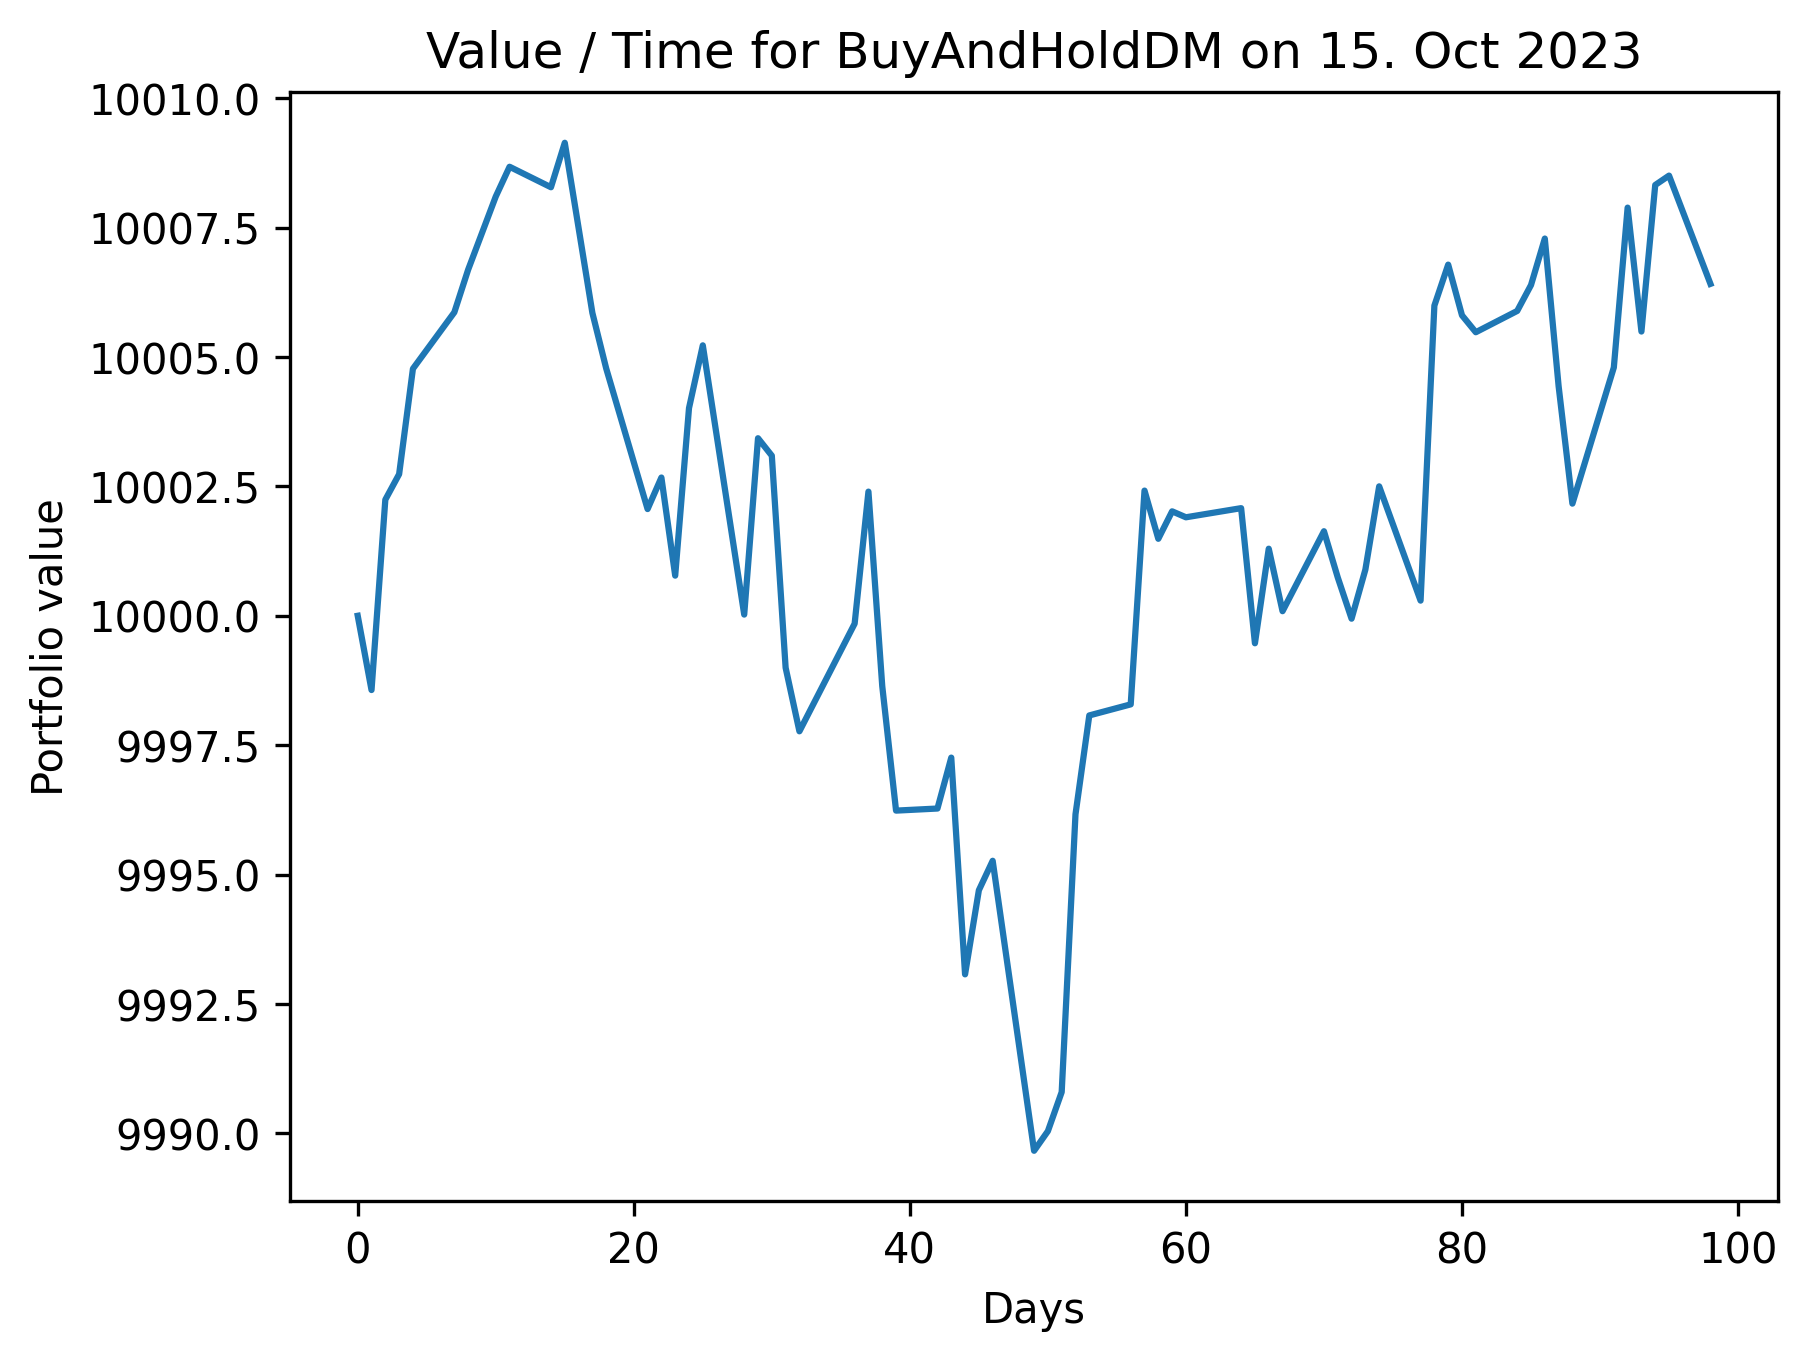 Value / Time for BuyAndHoldDM on 15. Oct 2023
10010.0
10007.5
10005.0
10002.5
10000.0
9997.5
9995.0
9992.5
9990.0
Portfolio value
0 20 40 60 80 100
Days